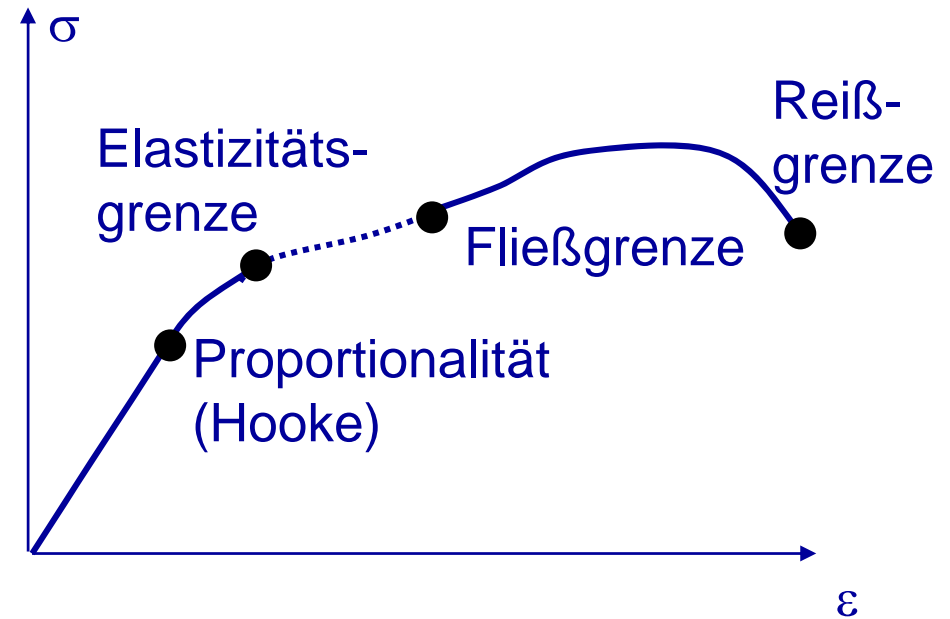 σ
Reiß-
grenze
Elastizitäts-
grenze
Fließgrenze
Proportionalität
(Hooke)
ε